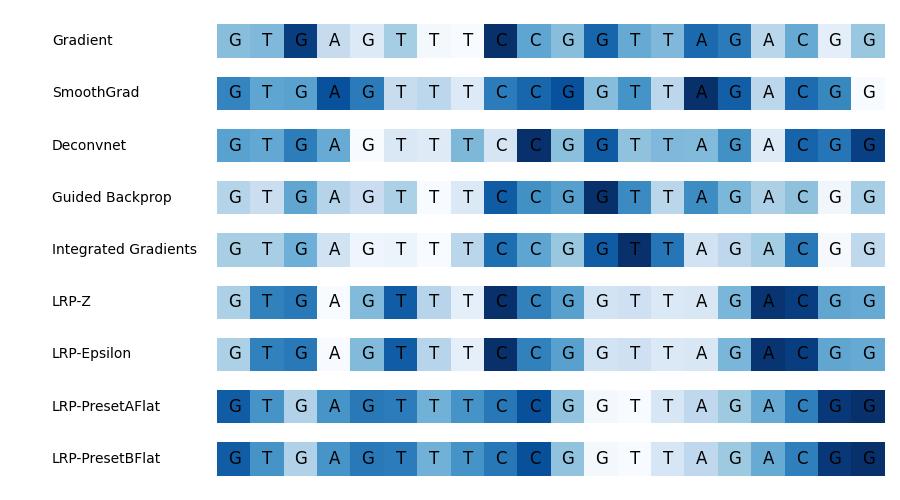 Gradient G T G A G T T T C C G G T T A G A C G G
SmoothGrad G T G A G T T T C C G G T T A G A C G G
Deconvnet G T G A G T T T C C G G T T A G A C G G
Guided Backprop G T G A G T T T C C G G T T A G A C G G
Integrated Gradients G T G A G T T T C C G G T T A G A C G G
LRP-Z G T G A G T T T C C G G T T A G A C G G
LRP-Epsilon G T G A G T T T C C G G T T A G A C G G
LRP-PresetAFlat G T G A G T T T C C G G T T A G A C G G
LRP-PresetBFlat G T G A G T T T C C G G T T A G A C G G